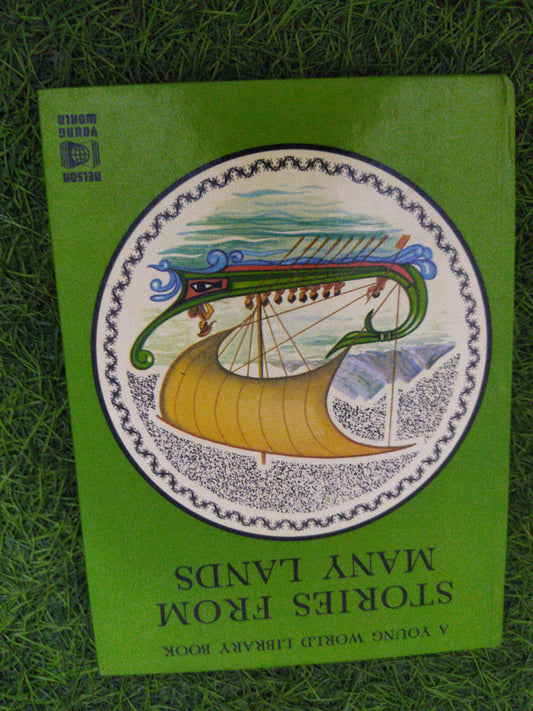 A YOUNG WORLD LIBRARY BOOK
STORIES FROM
MANY LANDS
NELSON
YOUNG
WORLD